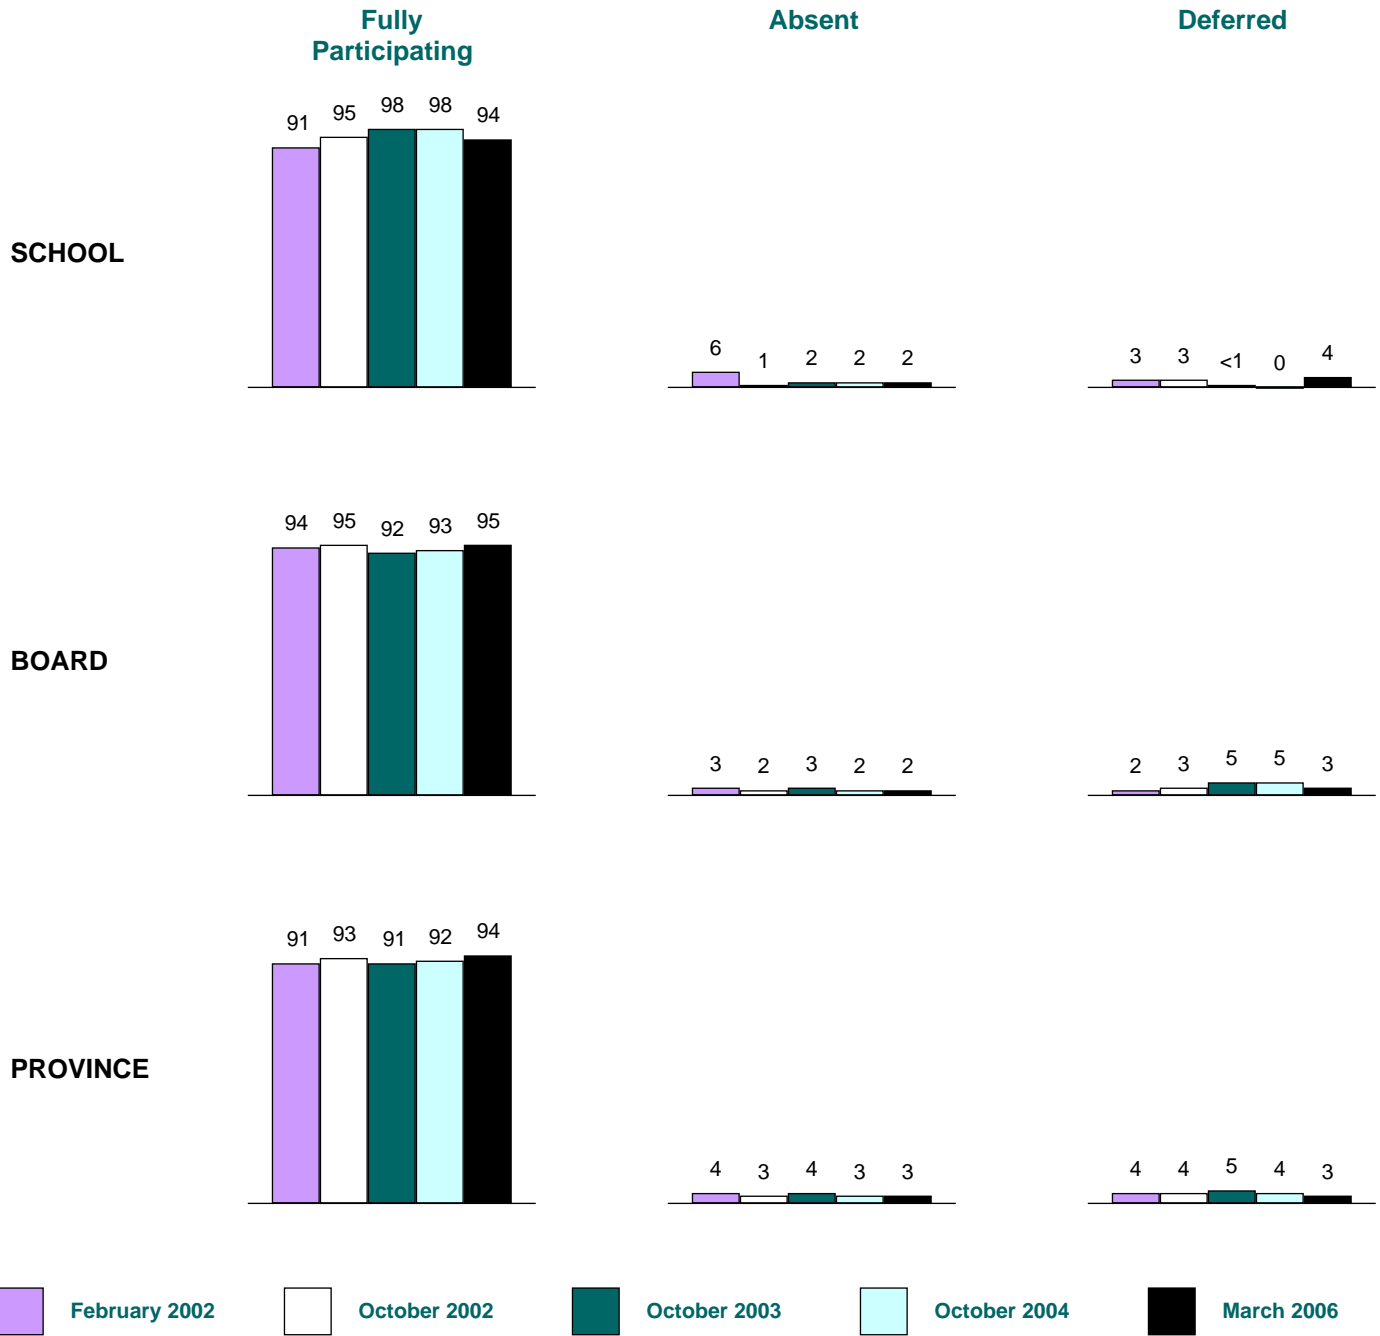 Fully
Participating
Absent
Deferred
91 95 98 98 94
6 1 2 2 2
3 3 <1 0 4
SCHOOL
94 95 92 93 95
3 2 3 2 2
2 3 5 5 3
BOARD
91 93 91 92 94
4 3 4 3 3
4 4 5 4 3
PROVINCE
February 2002
October 2002
October 2003
October 2004
March 2006